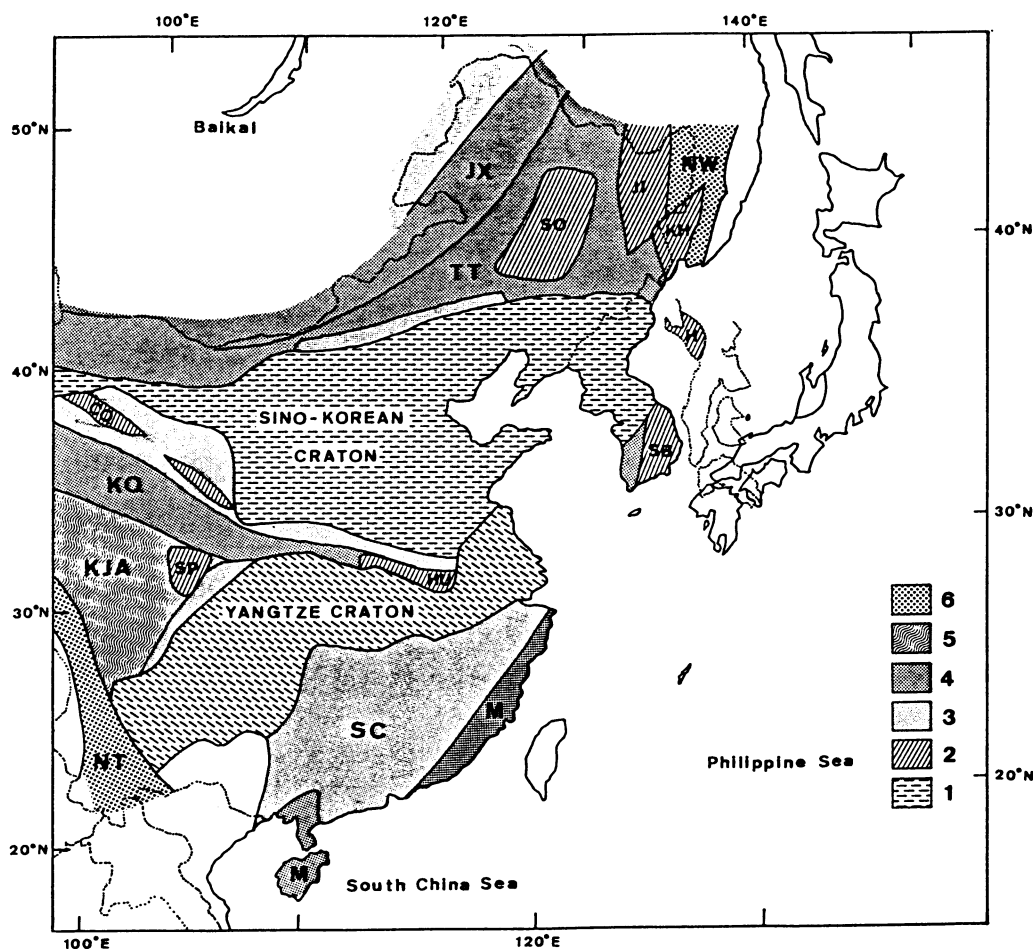 100°E
120°E
140°E
50°N
Baikal
JX
NW
JI
SO
KH
40°N
TT
H
40°N
CQ
SINO-KOREAN
CRATON
SB
KQ
30°N
KJA
SP
HU
30°N
YANGTZE CRATON
6
5
4
M
3
SC
2
NT
Philippine Sea
20°N
1
20°N
M
South China Sea
100°E
120°E